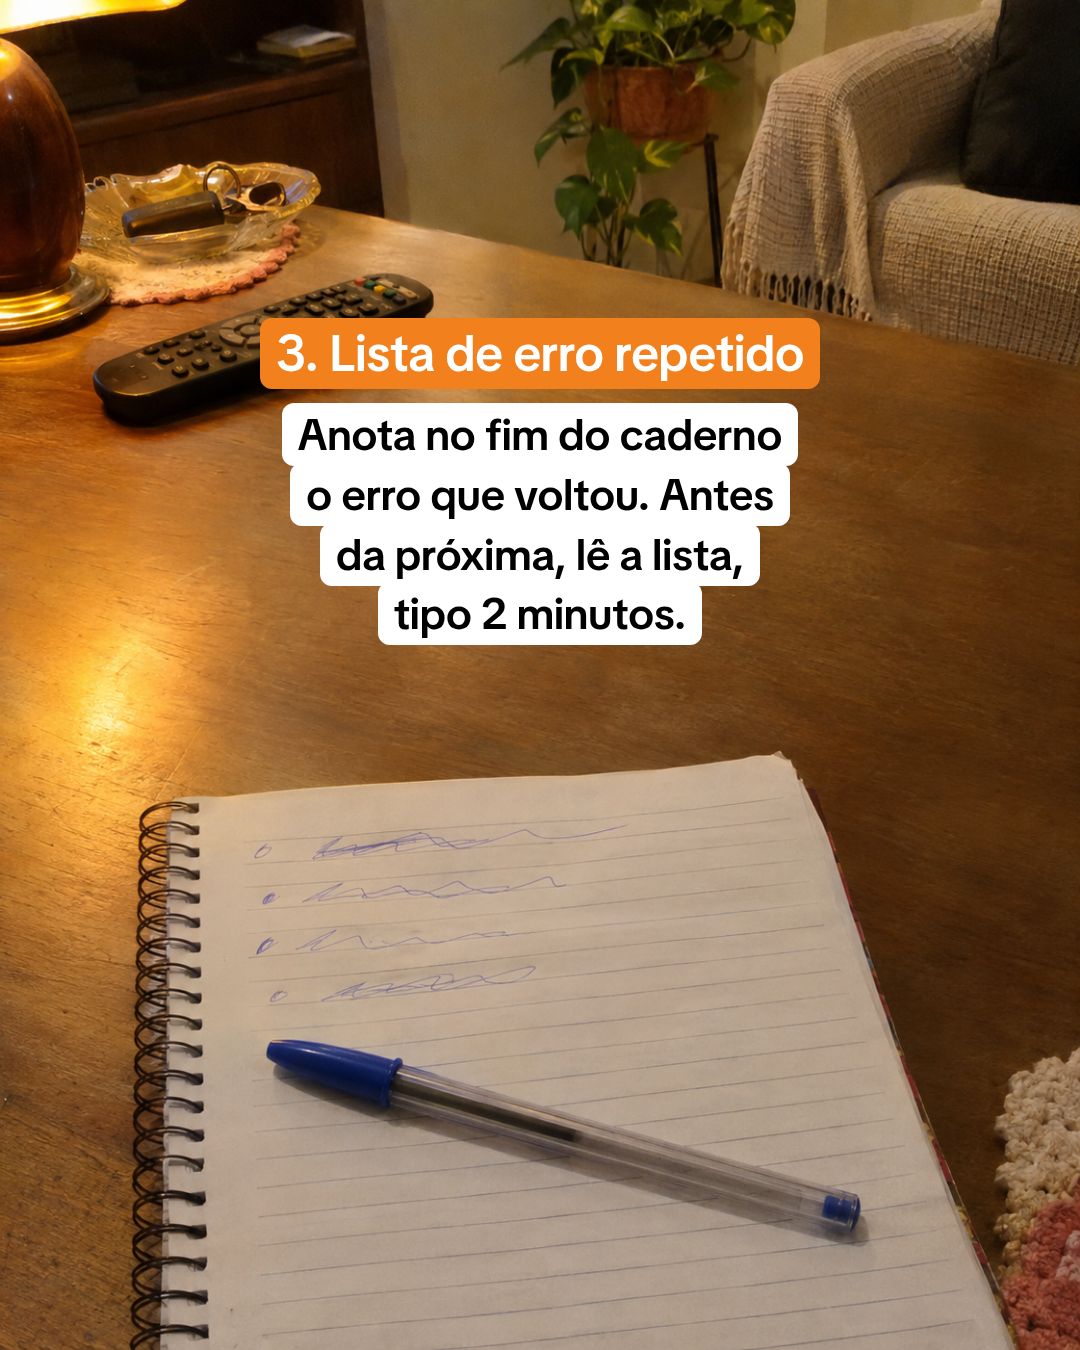 3. Lista de erro repetido
Anota no fim do caderno
o erro que voltou. Antes
da próxima, lê a lista,
tipo 2 minutos.